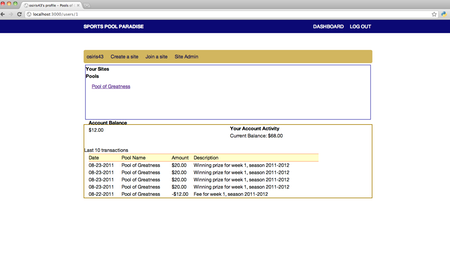 osiris43's profile - Pools
localhost:3000/users/3
SPORTS POOL PARADISE DASHBOARD LOG OUT
osiris43 Create a site Join a site Site Admin
Your Sites
Pools
Pool of Greatness
Account Balance
$12.00
Your Account Activity
Current Balance: $68.00
Last 10 transactions
Date Pool Name Amount Description
08-23-2011 Pool of Greatness $20.00 Winning prize for week 1, season 2011-2012
08-23-2011 Pool of Greatness $20.00 Winning prize for week 1, season 2011-2012
08-23-2011 Pool of Greatness $20.00 Winning prize for week 1, season 2011-2012
08-23-2011 Pool of Greatness $20.00 Winning prize for week 1, season 2011-2012
08-22-2011 Pool of Greatness -$12.00 Fee for week 1, season 2011-2012